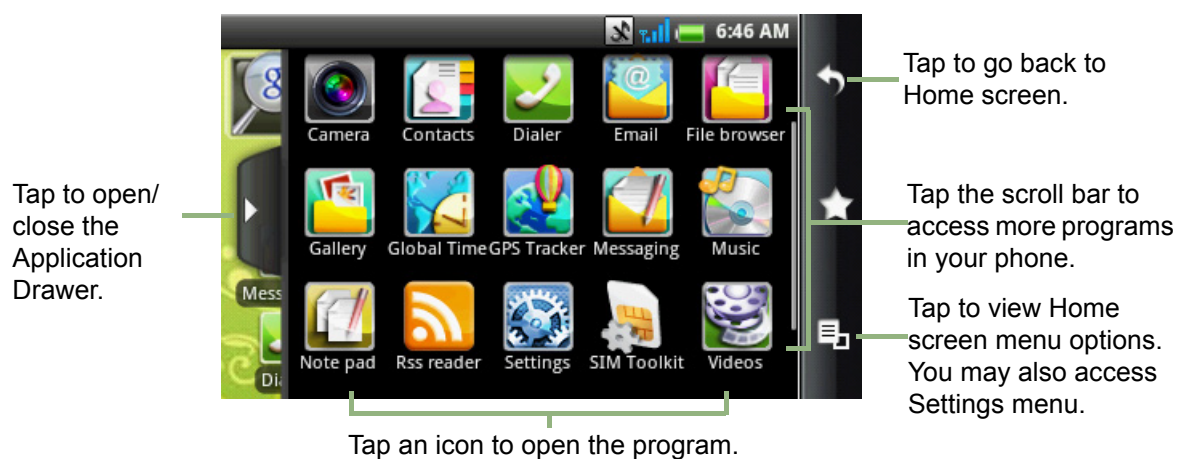 6:46 AM
Camera
Contacts
Dialer
Email
File browser
Gallery
Global Time
GPS Tracker
Messaging
Music
Mess
Note pad
Rss reader
Settings
SIM Toolkit
Videos
Dia
Tap to open/
close the
Application
Drawer.
Tap to go back to
Home screen.
Tap the scroll bar to
access more programs
in your phone.
Tap to view Home
screen menu options.
You may also access
Settings menu.
Tap an icon to open the program.